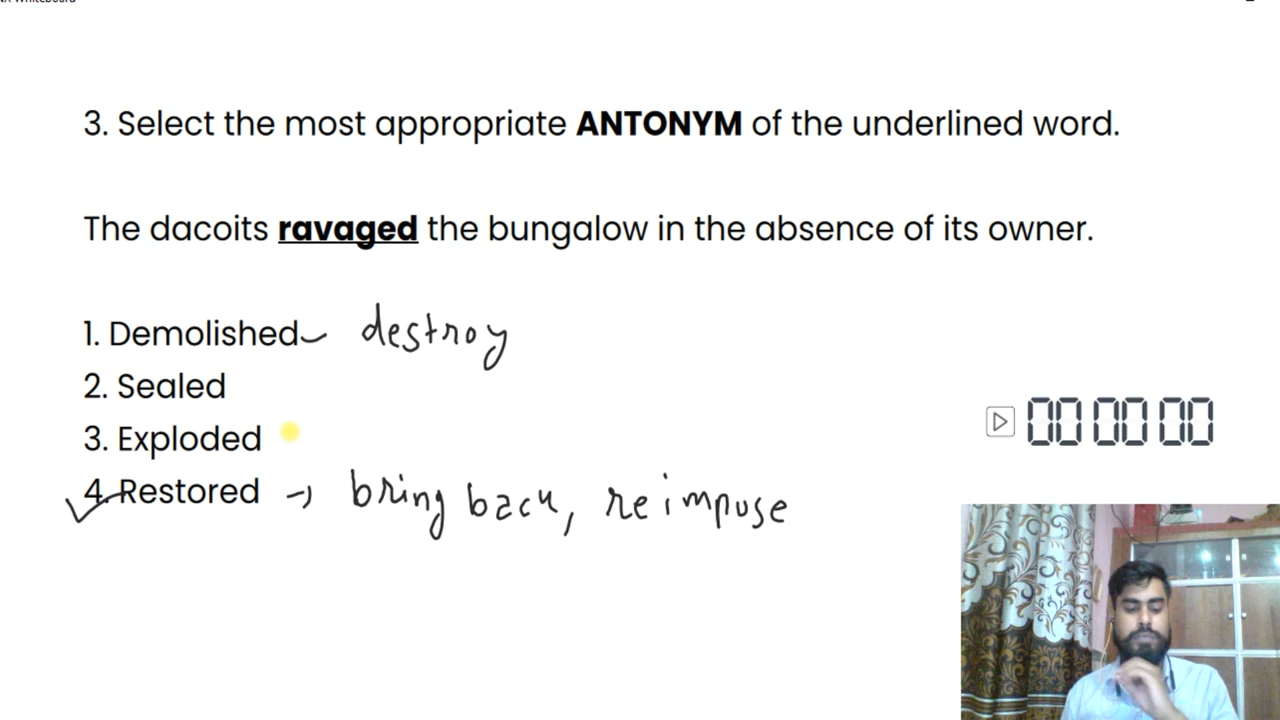 3. Select the most appropriate ANTONYM of the underlined word.
The dacoits ravaged the bungalow in the absence of its owner.
1. Demolished - destroy
2. Sealed
3. Exploded
00 00 00
4. Restored → bring back, reimpose